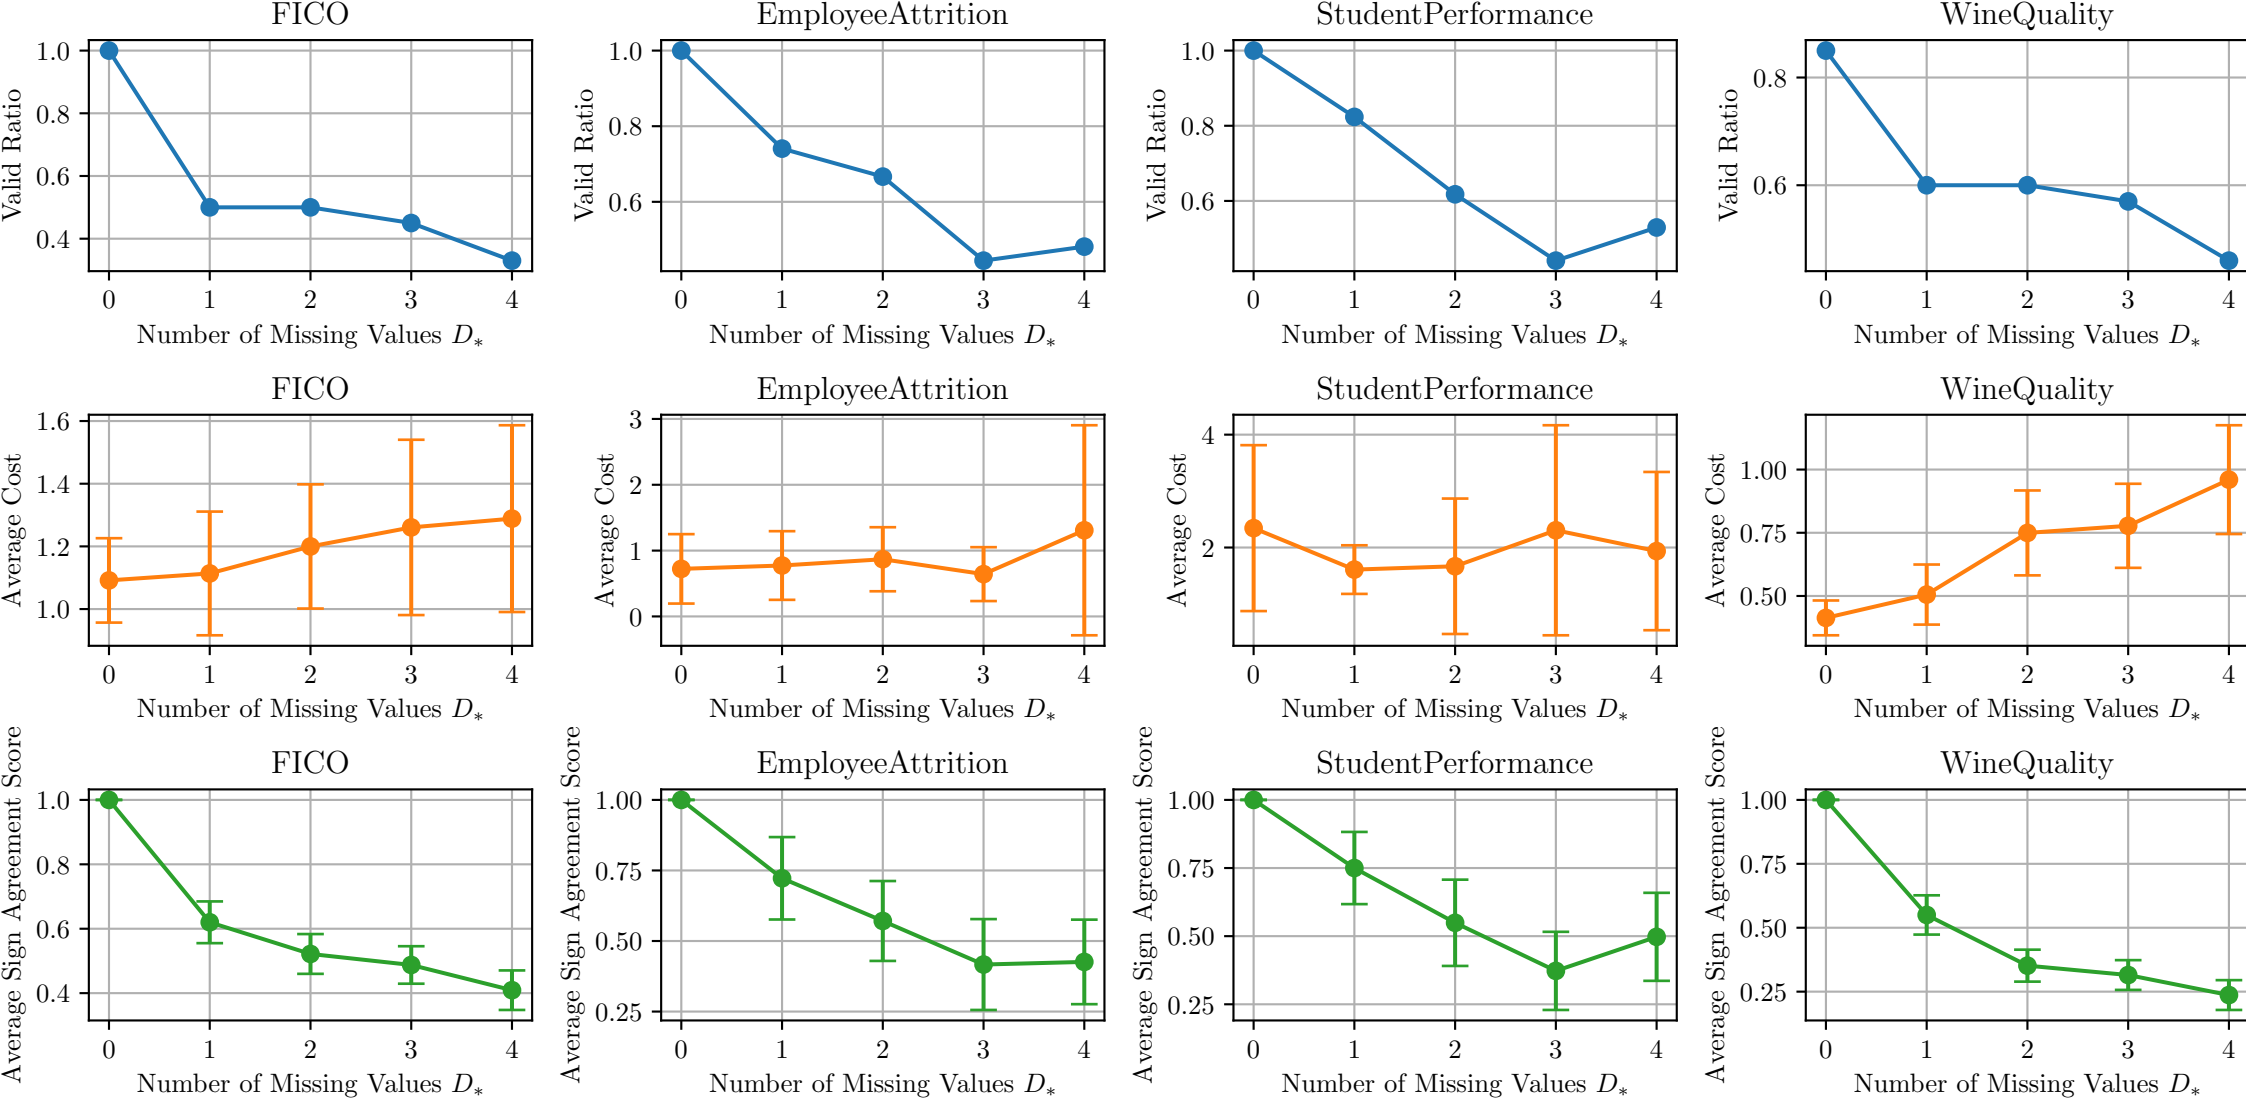 FICO
1.0
0.8
0.6
0.4
Valid Ratio
0 1 2 3 4
Number of Missing Values D*
EmployeeAttrition
1.0
0.8
0.6
Valid Ratio
0 1 2 3 4
Number of Missing Values D*
StudentPerformance
1.0
0.8
0.6
Valid Ratio
0 1 2 3 4
Number of Missing Values D*
WineQuality
0.8
0.6
Valid Ratio
0 1 2 3 4
Number of Missing Values D*
FICO
1.6
1.4
1.2
1.0
Average Cost
0 1 2 3 4
Number of Missing Values D*
EmployeeAttrition
3
2
1
0
Average Cost
0 1 2 3 4
Number of Missing Values D*
StudentPerformance
4
2
Average Cost
0 1 2 3 4
Number of Missing Values D*
WineQuality
1.00
0.75
0.50
Average Cost
0 1 2 3 4
Number of Missing Values D*
FICO
1.0
0.8
0.6
0.4
Average Sign Agreement Score
0 1 2 3 4
Number of Missing Values D*
EmployeeAttrition
1.00
0.75
0.50
0.25
Average Sign Agreement Score
0 1 2 3 4
Number of Missing Values D*
StudentPerformance
1.00
0.75
0.50
0.25
Average Sign Agreement Score
0 1 2 3 4
Number of Missing Values D*
WineQuality
1.00
0.75
0.50
0.25
Average Sign Agreement Score
0 1 2 3 4
Number of Missing Values D*